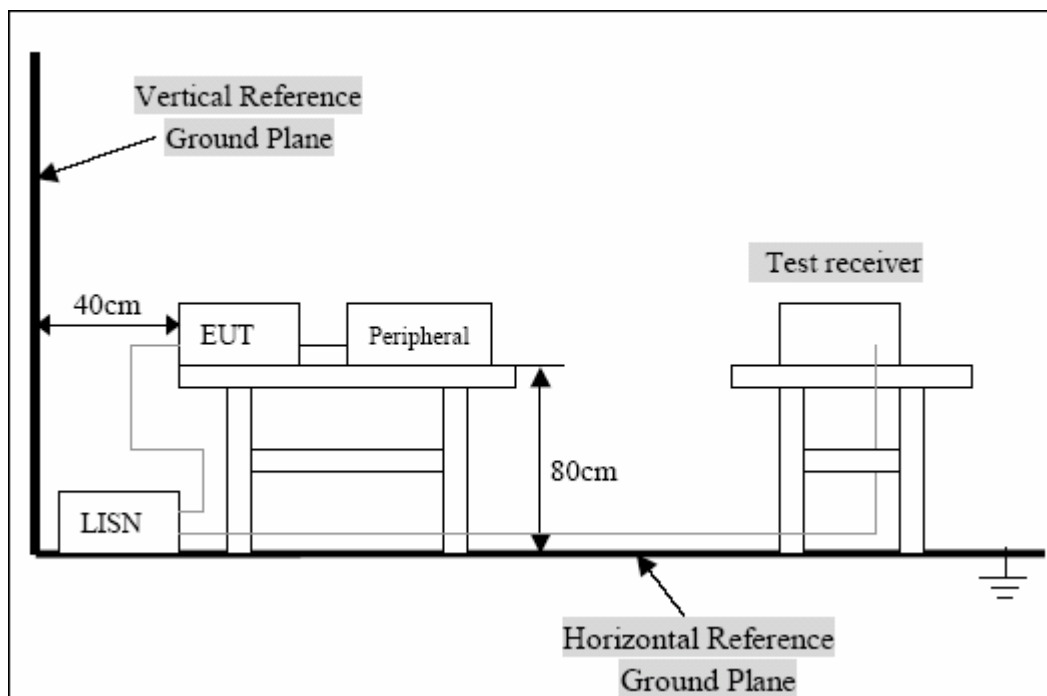 Vertical Reference
Ground Plane
Test receiver
40cm
EUT
Peripheral
80cm
LISN
Horizontal Reference
Ground Plane